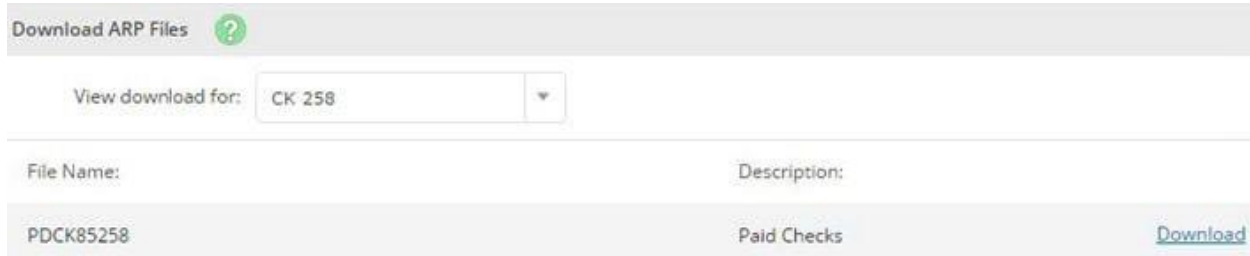 Download ARP Files ?
View download for: CK 258
File Name: Description:
PDCK85258 Paid Checks Download